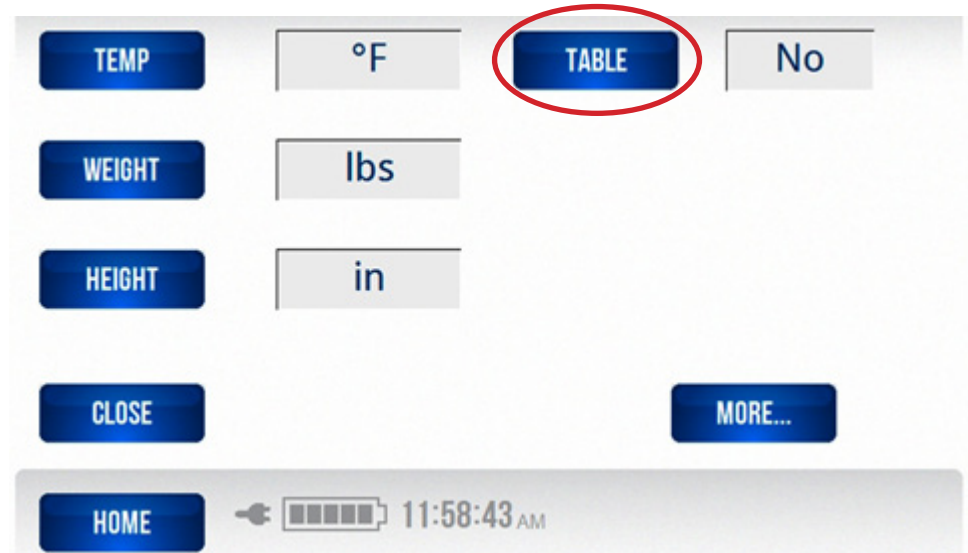 TEMP °F TABLE No
WEIGHT lbs
HEIGHT in
CLOSE MORE...
HOME 11:58:43 AM